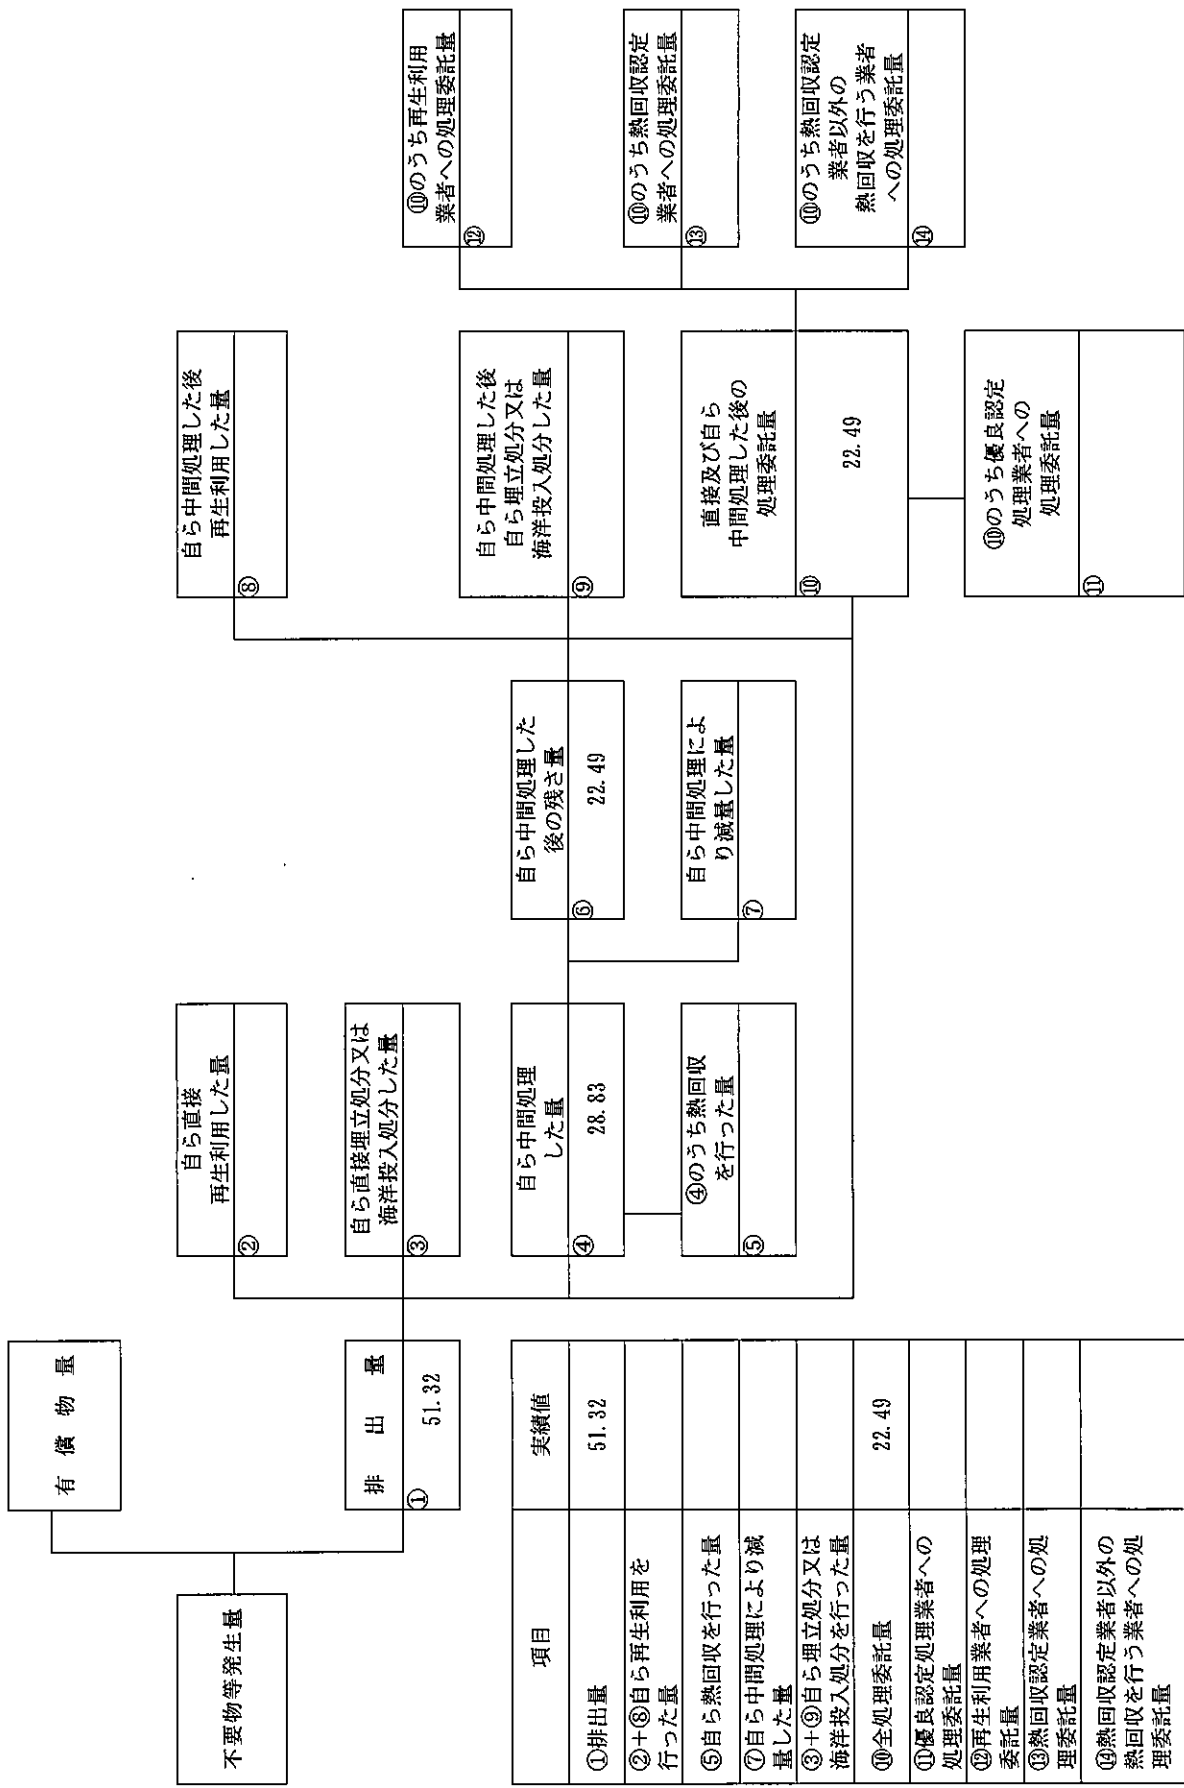 不要物等発生量
有償物量
排出量
① 51.32
自ら直接
再生利用した量
②
自ら直接埋立処分又は
海洋投入処分した量
③
自ら中間処理
した量
④ 28.83
④のうち熱回収
を行った量
⑤
自ら中間処理した
後の残さ量
⑥ 22.49
自ら中間処理によ
り減量した量
⑦
自ら中間処理した後
再生利用した量
⑧
自ら中間処理した後
自ら埋立処分又は
海洋投入処分した量
⑨
直接及び自ら
中間処理した後の
処理委託量
⑩ 22.49
⑩のうち優良認定
処理業者への
処理委託量
⑪
⑩のうち再生利用
業者への処理委託量
⑫
⑩のうち熱回収認定
業者への処理委託量
⑬
⑩のうち熱回収認定
業者以外の
熱回収を行う業者
への処理委託量
⑭
項目 実績値
①排出量 51.32
②+⑧自ら再生利用を
行った量
⑤自ら熱回収を行った量
⑦自ら中間処理により減
量した量
③+⑨自ら埋立処分又は
海洋投入処分を行った量
⑩全処理委託量 22.49
⑪優良認定処理業者への
処理委託量
⑫再生利用業者への処理
委託量
⑬熱回収認定業者への処
理委託量
⑭熱回収認定業者以外の
熱回収を行う業者への処
理委託量